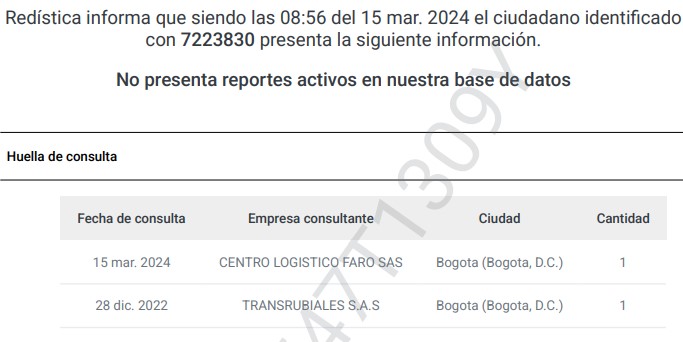 Redística informa que siendo las 08:56 del 15 mar. 2024 el ciudadano identificado
con 7223830 presenta la siguiente información.
No presenta reportes activos en nuestra base de datos
Huella de consulta
Fecha de consulta Empresa consultante Ciudad Cantidad
15 mar. 2024 CENTRO LOGISTICO FARO SAS Bogota (Bogota, D.C.) 1
28 dic. 2022 TRANSRUBIALES S.A.S Bogota (Bogota, D.C.) 1
47T1309Y